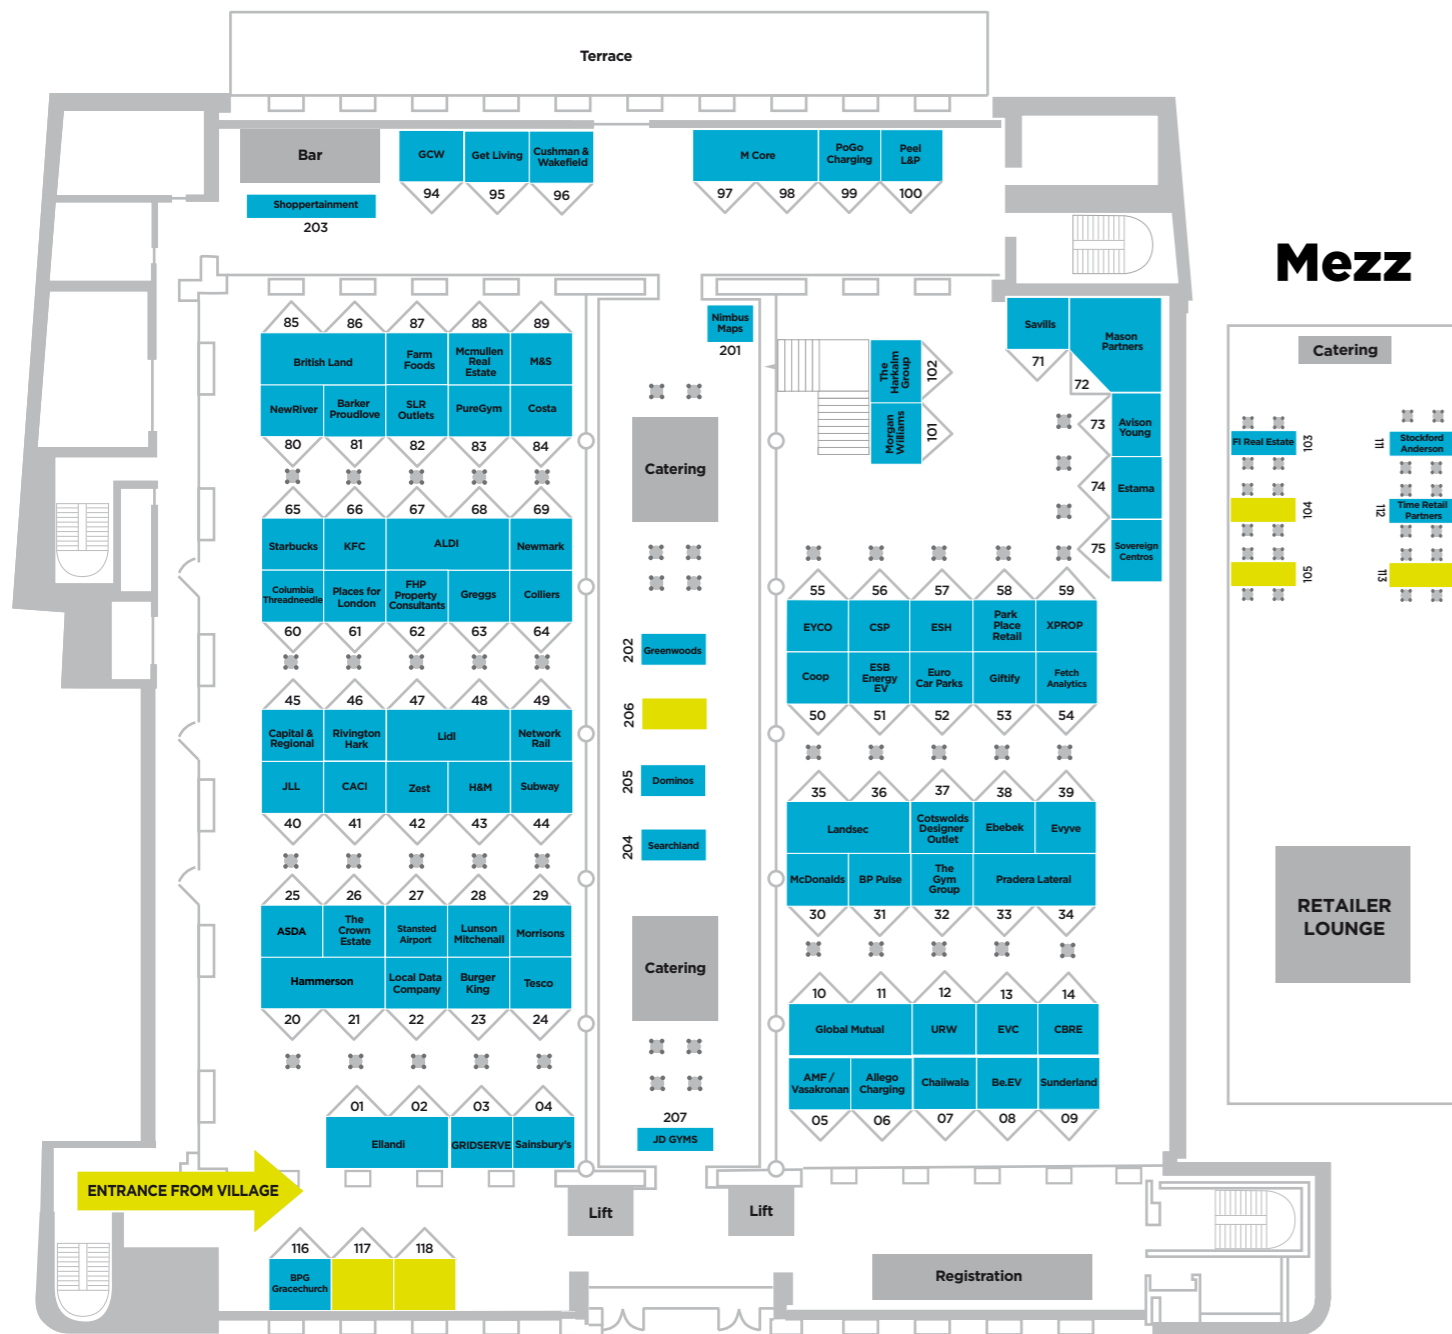 Terrace
Bar
Shoppertainment
203
GCW
Get Living
Cushman &
Wakefield
94
95
96
M Core
PoGo
Charging
Peel
L&P
97
98
99
100
Mezz
Catering
FI Real Estate
103
104
105
Stockford
Anderson
111
Time Retail
Partners
112
113
RETAILER
LOUNGE
85
86
87
88
89
British Land
Farm
Foods
Mcmullen
Real
Estate
M&S
NewRiver
Barker
Proudlove
SLR
Outlets
PureGym
Costa
80
81
82
83
84
65
66
67
68
69
Starbucks
KFC
ALDI
Newmark
Columbia
Threadneedle
Places for
London
FHP
Property
Consultants
Greggs
Colliers
60
61
62
63
64
45
46
47
48
49
Capital &
Regional
Rivington
Hark
Lidl
Network
Rail
JLL
CACI
Zest
H&M
Subway
40
41
42
43
44
25
26
27
28
29
ASDA
The
Crown
Estate
Stansted
Airport
Lunson
Mitchenall
Morrisons
Hammerson
Local Data
Company
Burger
King
Tesco
20
21
22
23
24
01
02
03
04
Ellandi
GRIDSERVE
Sainsbury's
ENTRANCE FROM VILLAGE
116
117
118
BPG
Gracechurch
Nimbus
Maps
201
Catering
202
Greenwoods
206
205
Dominos
204
Searchland
Catering
207
JD GYMS
Lift
Lift
Registration
The
Harkalm
Group
102
Morgan
Williams
101
Savills
71
Mason
Partners
72
73
Avison
Young
74
Estama
75
Sovereign
Centros
55
56
57
58
59
EYCO
CSP
ESH
Park
Place
Retail
XPROP
Coop
ESB
Energy
EV
Euro
Car Parks
Giftify
Fetch
Analytics
50
51
52
53
54
35
36
37
38
39
Landsec
Cotswolds
Designer
Outlet
Ebebek
Evyve
McDonalds
BP Pulse
The
Gym
Group
Pradera Lateral
30
31
32
33
34
10
11
12
13
14
Global Mutual
URW
EVC
CBRE
AMF /
Vasakronan
Allego
Charging
Chaiiwala
Be.EV
Sunderland
05
06
07
08
09